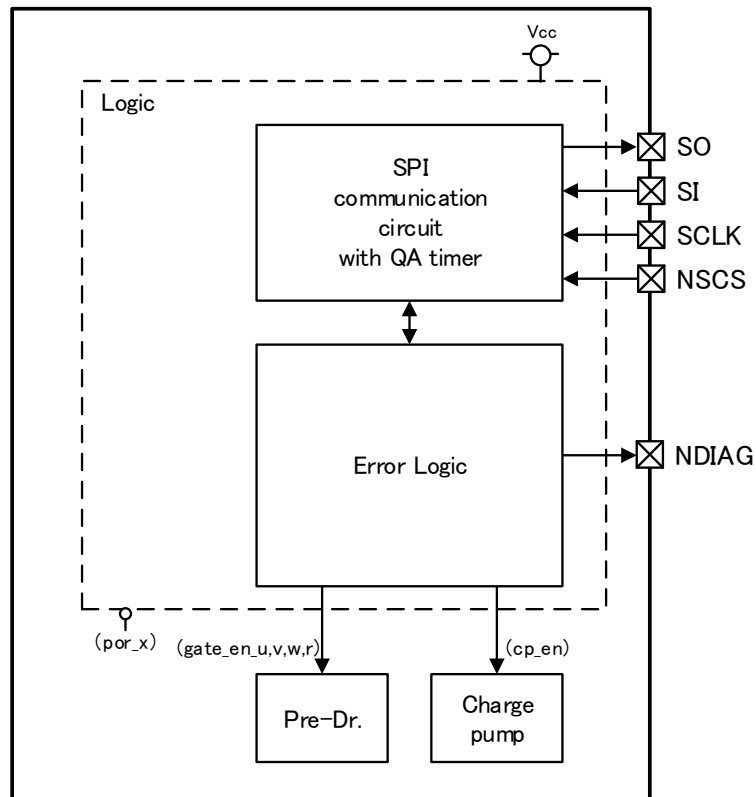 Vcc
Logic
SPI
communication
circuit
with QA timer
SO
SI
SCLK
NSCS
Error Logic
NDIAG
(por_x)
(gate_en_u,v,w,r)
(cp_en)
Pre-Dr.
Charge
pump